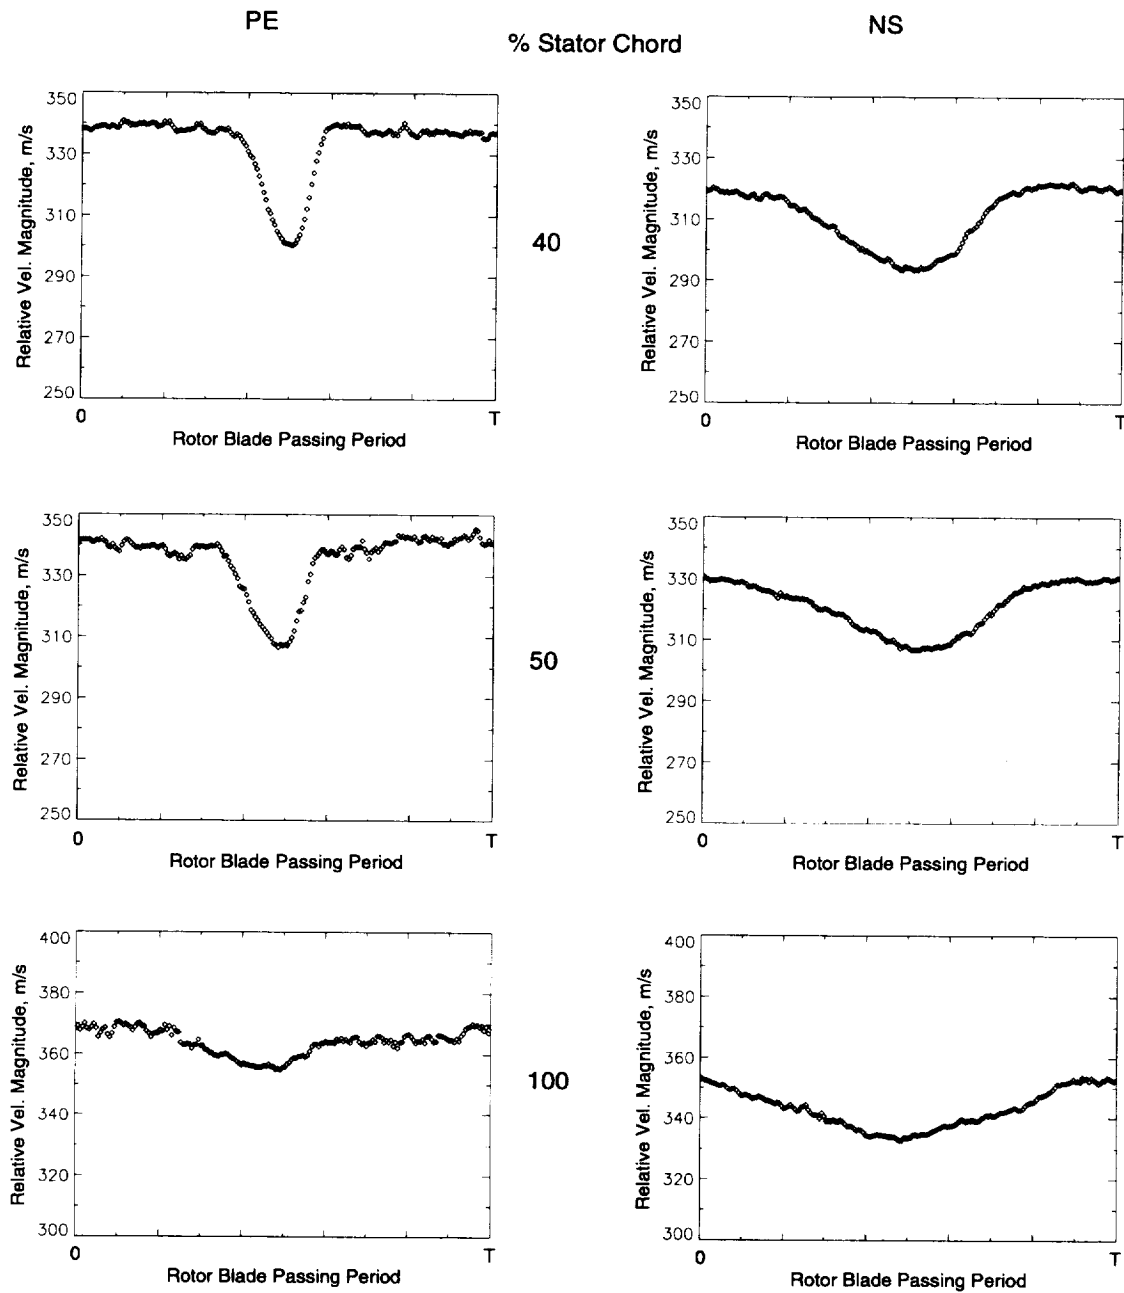 PE
NS
% Stator Chord
350
330
310
290
270
250
Relative Vel. Magnitude, m/s
0
T
Rotor Blade Passing Period
40
350
330
310
290
270
250
Relative Vel. Magnitude, m/s
0
T
Rotor Blade Passing Period
350
330
310
290
270
250
Relative Vel. Magnitude, m/s
0
T
Rotor Blade Passing Period
50
350
330
310
290
270
250
Relative Vel. Magnitude, m/s
0
T
Rotor Blade Passing Period
400
380
360
340
320
300
Relative Vel. Magnitude, m/s
0
T
Rotor Blade Passing Period
100
400
380
360
340
320
300
Relative Vel. Magnitude, m/s
0
T
Rotor Blade Passing Period